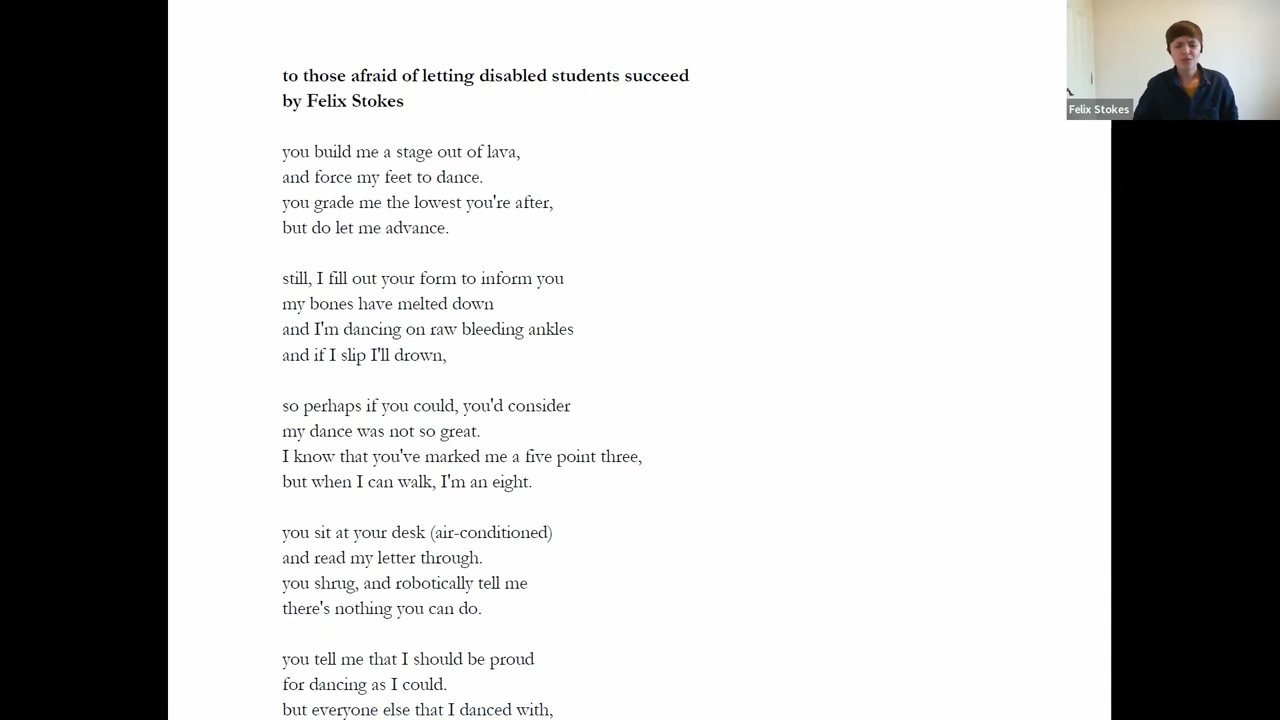 to those afraid of letting disabled students succeed
by Felix Stokes
you build me a stage out of lava,
and force my feet to dance.
you grade me the lowest you're after,
but do let me advance.
still, I fill out your form to inform you
my bones have melted down
and I'm dancing on raw bleeding ankles
and if I slip I'll drown,
so perhaps if you could, you'd consider
my dance was not so great.
I know that you've marked me a five point three,
but when I can walk, I'm an eight.
you sit at your desk (air-conditioned)
and read my letter through.
you shrug, and robotically tell me
there's nothing you can do.
you tell me that I should be proud
for dancing as I could.
but everyone else that I danced with,
Felix Stokes